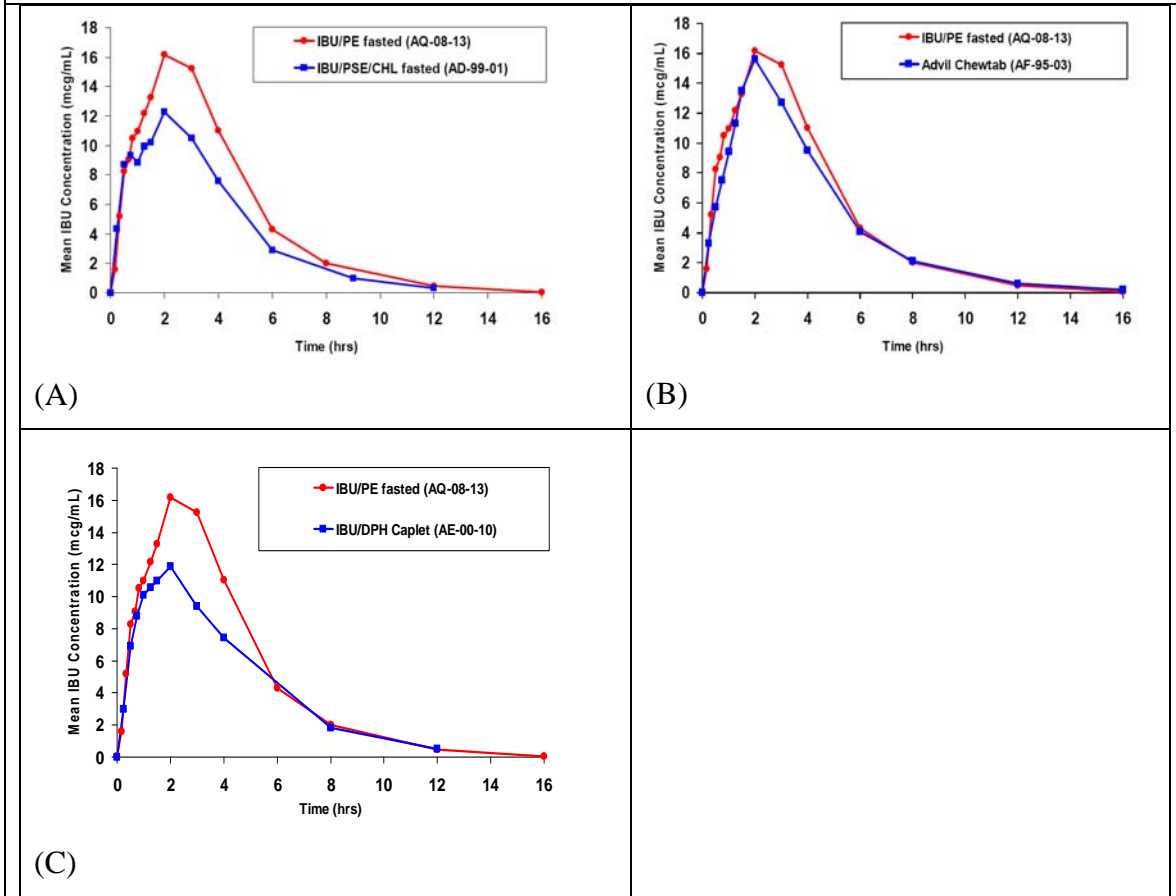 18
16
14
12
10
8
6
4
2
0
Mean IBU Concentration (mcg/mL)
IBU/PE fasted (AQ-08-13)
IBU/PSE/CHL fasted (AD-99-01)
0 2 4 6 8 10 12 14 16
Time (hrs)
(A)
18
16
14
12
10
8
6
4
2
0
Mean IBU Concentration (mcg/mL)
IBU/PE fasted (AQ-08-13)
Advil Chewtab (AF-95-03)
0 2 4 6 8 10 12 14 16
Time (hrs)
(B)
18
16
14
12
10
8
6
4
2
0
Mean IBU Concentration (mcg/mL)
IBU/PE fasted (AQ-08-13)
IBU/DPH Caplet (AE-00-10)
0 2 4 6 8 10 12 14 16
Time (hrs)
(C)